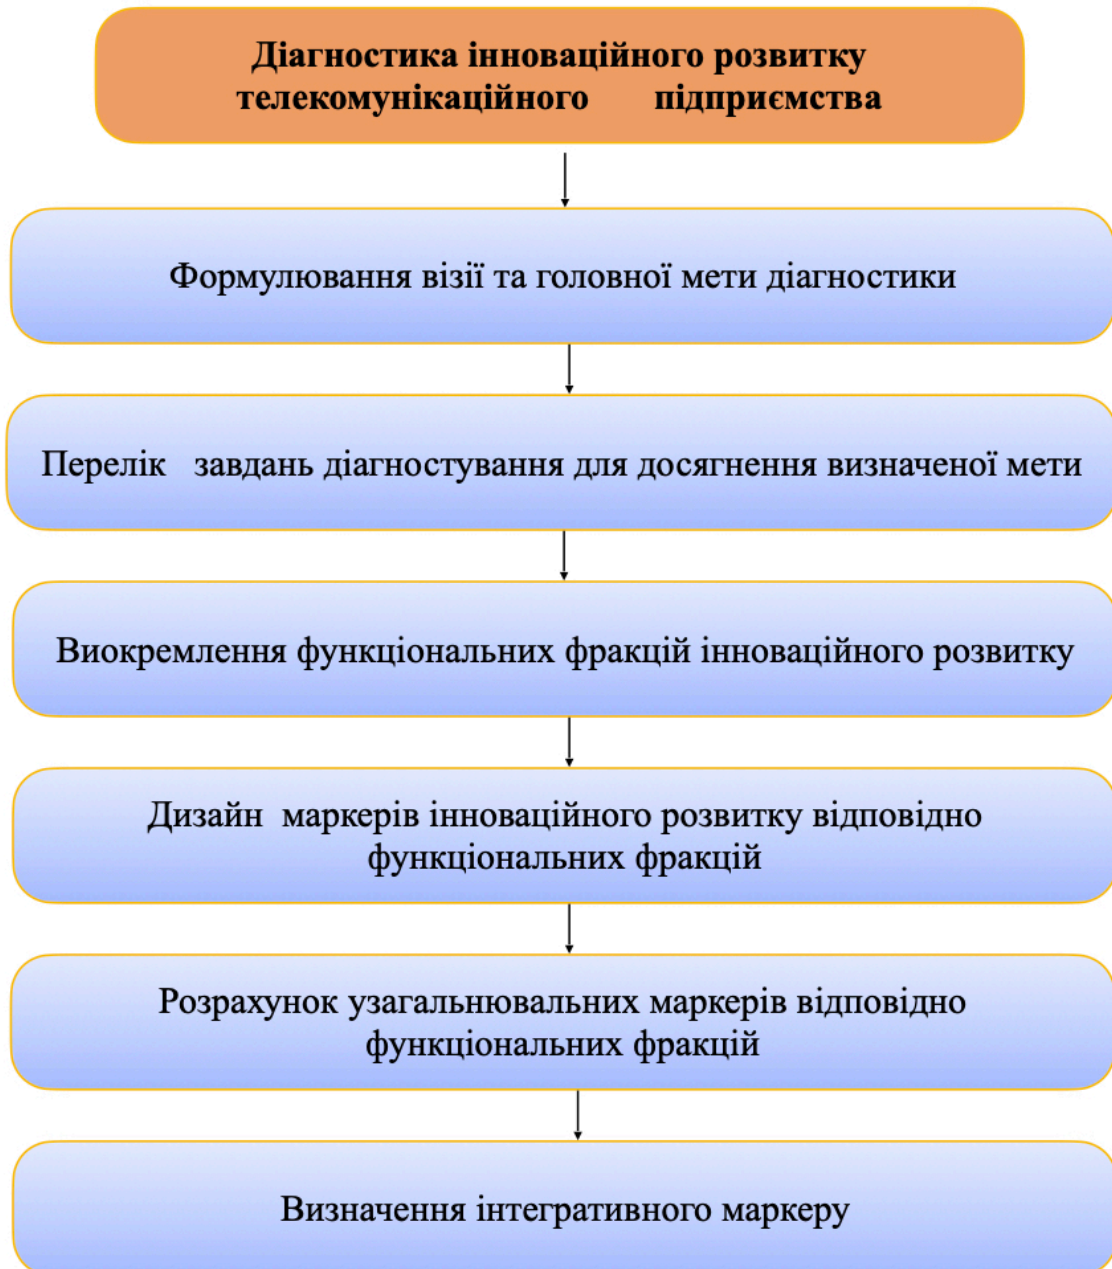 Діагностика інноваційного розвитку
телекомунікаційного підприємства
Формулювання візії та головної мети діагностики
Перелік завдань діагностування для досягнення визначеної мети
Виокремлення функціональних фракцій інноваційного розвитку
Дизайн маркерів інноваційного розвитку відповідно
функціональних фракцій
Розрахунок узагальнювальних маркерів відповідно
функціональних фракцій
Визначення інтегративного маркеру